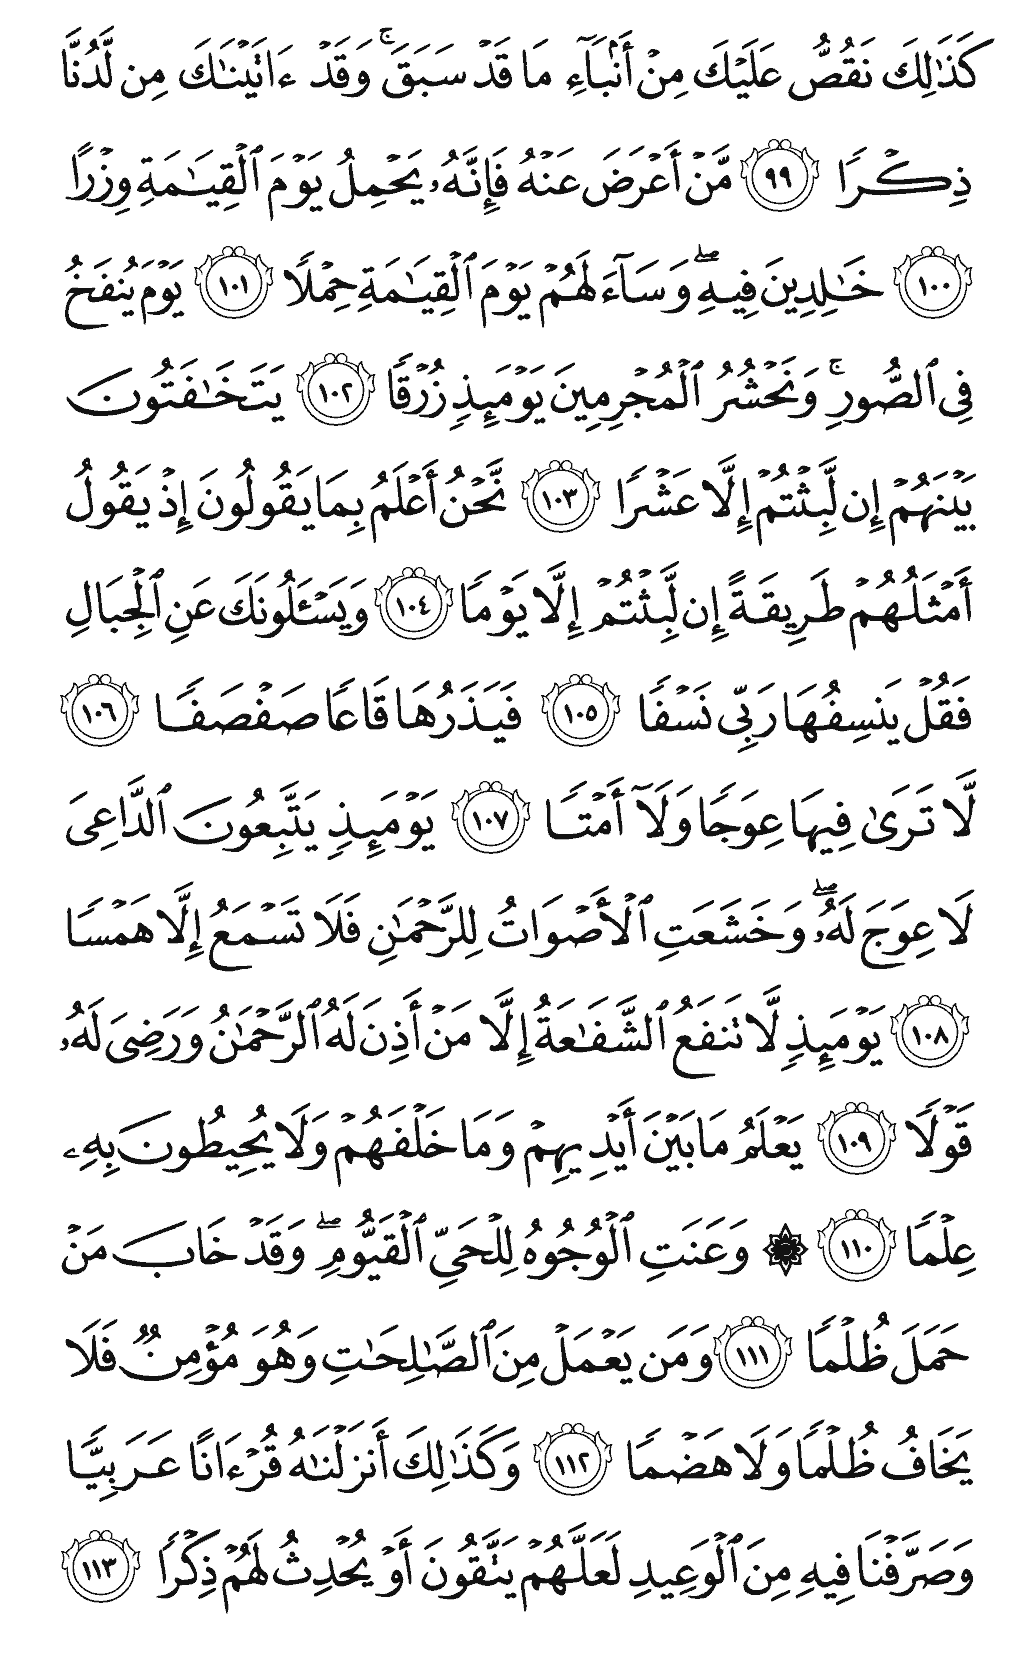 كَذَٰلِكَ نَقُصُّ عَلَيْكَ مِنْ أَنۢبَآءِ مَا قَدْ سَبَقَ ۚ وَقَدْ ءَاتَيْنَٰكَ مِن لَّدُنَّا
ذِكْرًا ٩٩ مَّنْ أَعْرَضَ عَنْهُ فَإِنَّهُۥ يَحْمِلُ يَوْمَ ٱلْقِيَٰمَةِ وِزْرًا
١٠٠ خَٰلِدِينَ فِيهِ ۖ وَسَآءَ لَهُمْ يَوْمَ ٱلْقِيَٰمَةِ حِمْلًا ١٠١ يَوْمَ يُنفَخُ
فِى ٱلصُّورِ ۚ وَنَحْشُرُ ٱلْمُجْرِمِينَ يَوْمَئِذٍ زُرْقًا ١٠٢ يَتَخَٰفَتُونَ
بَيْنَهُمْ إِن لَّبِثْتُمْ إِلَّا عَشْرًا ١٠٣ نَّحْنُ أَعْلَمُ بِمَا يَقُولُونَ إِذْ يَقُولُ
أَمْثَلُهُمْ طَرِيقَةً إِن لَّبِثْتُمْ إِلَّا يَوْمًا ١٠٤ وَيَسْـَٔلُونَكَ عَنِ ٱلْجِبَالِ
فَقُلْ يَنسِفُهَا رَبِّى نَسْفًا ١٠٥ فَيَذَرُهَا قَاعًا صَفْصَفًا ١٠٦
لَّا تَرَىٰ فِيهَا عِوَجًا وَلَآ أَمْتًا ١٠٧ يَوْمَئِذٍ يَتَّبِعُونَ ٱلدَّاعِىَ
لَا عِوَجَ لَهُۥ ۖ وَخَشَعَتِ ٱلْأَصْوَاتُ لِلرَّحْمَٰنِ فَلَا تَسْمَعُ إِلَّا هَمْسًا
١٠٨ يَوْمَئِذٍ لَّا تَنفَعُ ٱلشَّفَٰعَةُ إِلَّا مَنْ أَذِنَ لَهُ ٱلرَّحْمَٰنُ وَرَضِىَ لَهُۥ
قَوْلًا ١٠٩ يَعْلَمُ مَا بَيْنَ أَيْدِيهِمْ وَمَا خَلْفَهُمْ وَلَا يُحِيطُونَ بِهِۦ
عِلْمًا ١١٠ ۞ وَعَنَتِ ٱلْوُجُوهُ لِلْحَىِّ ٱلْقَيُّومِ ۖ وَقَدْ خَابَ مَنْ
حَمَلَ ظُلْمًا ١١١ وَمَن يَعْمَلْ مِنَ ٱلصَّٰلِحَٰتِ وَهُوَ مُؤْمِنٌ فَلَا
يَخَافُ ظُلْمًا وَلَا هَضْمًا ١١٢ وَكَذَٰلِكَ أَنزَلْنَٰهُ قُرْءَانًا عَرَبِيًّا
وَصَرَّفْنَا فِيهِ مِنَ ٱلْوَعِيدِ لَعَلَّهُمْ يَتَّقُونَ أَوْ يُحْدِثُ لَهُمْ ذِكْرًا ١١٣